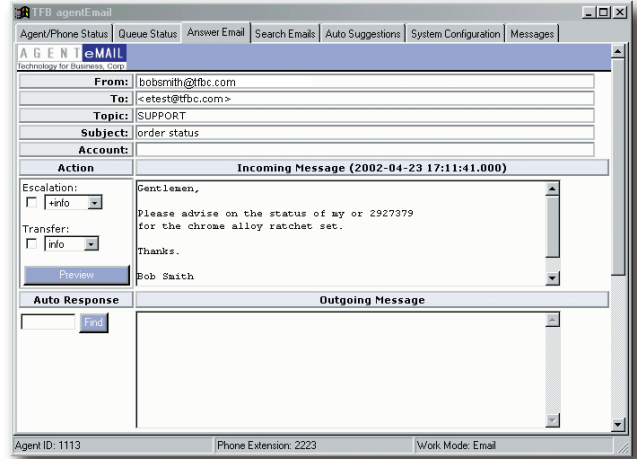 TFB agentEmail
Agent/Phone Status Queue Status Answer Email Search Emails Auto Suggestions System Configuration Messages
AGENT eMAIL
Technology for Business, Corp.
From: bobsmith@tfbc.com
To: <etest@tfbc.com>
Topic: SUPPORT
Subject: order status
Account:
Action Incoming Message (2002-04-23 17:11:41.000)
Escalation:
+info
Transfer:
info
Preview
Gentlemen,
Please advise on the status of my or 2927379
for the chrome alloy ratchet set.
Thanks.
Bob Smith
Auto Response Outgoing Message
Find
Agent ID: 1113 Phone Extension: 2223 Work Mode: Email